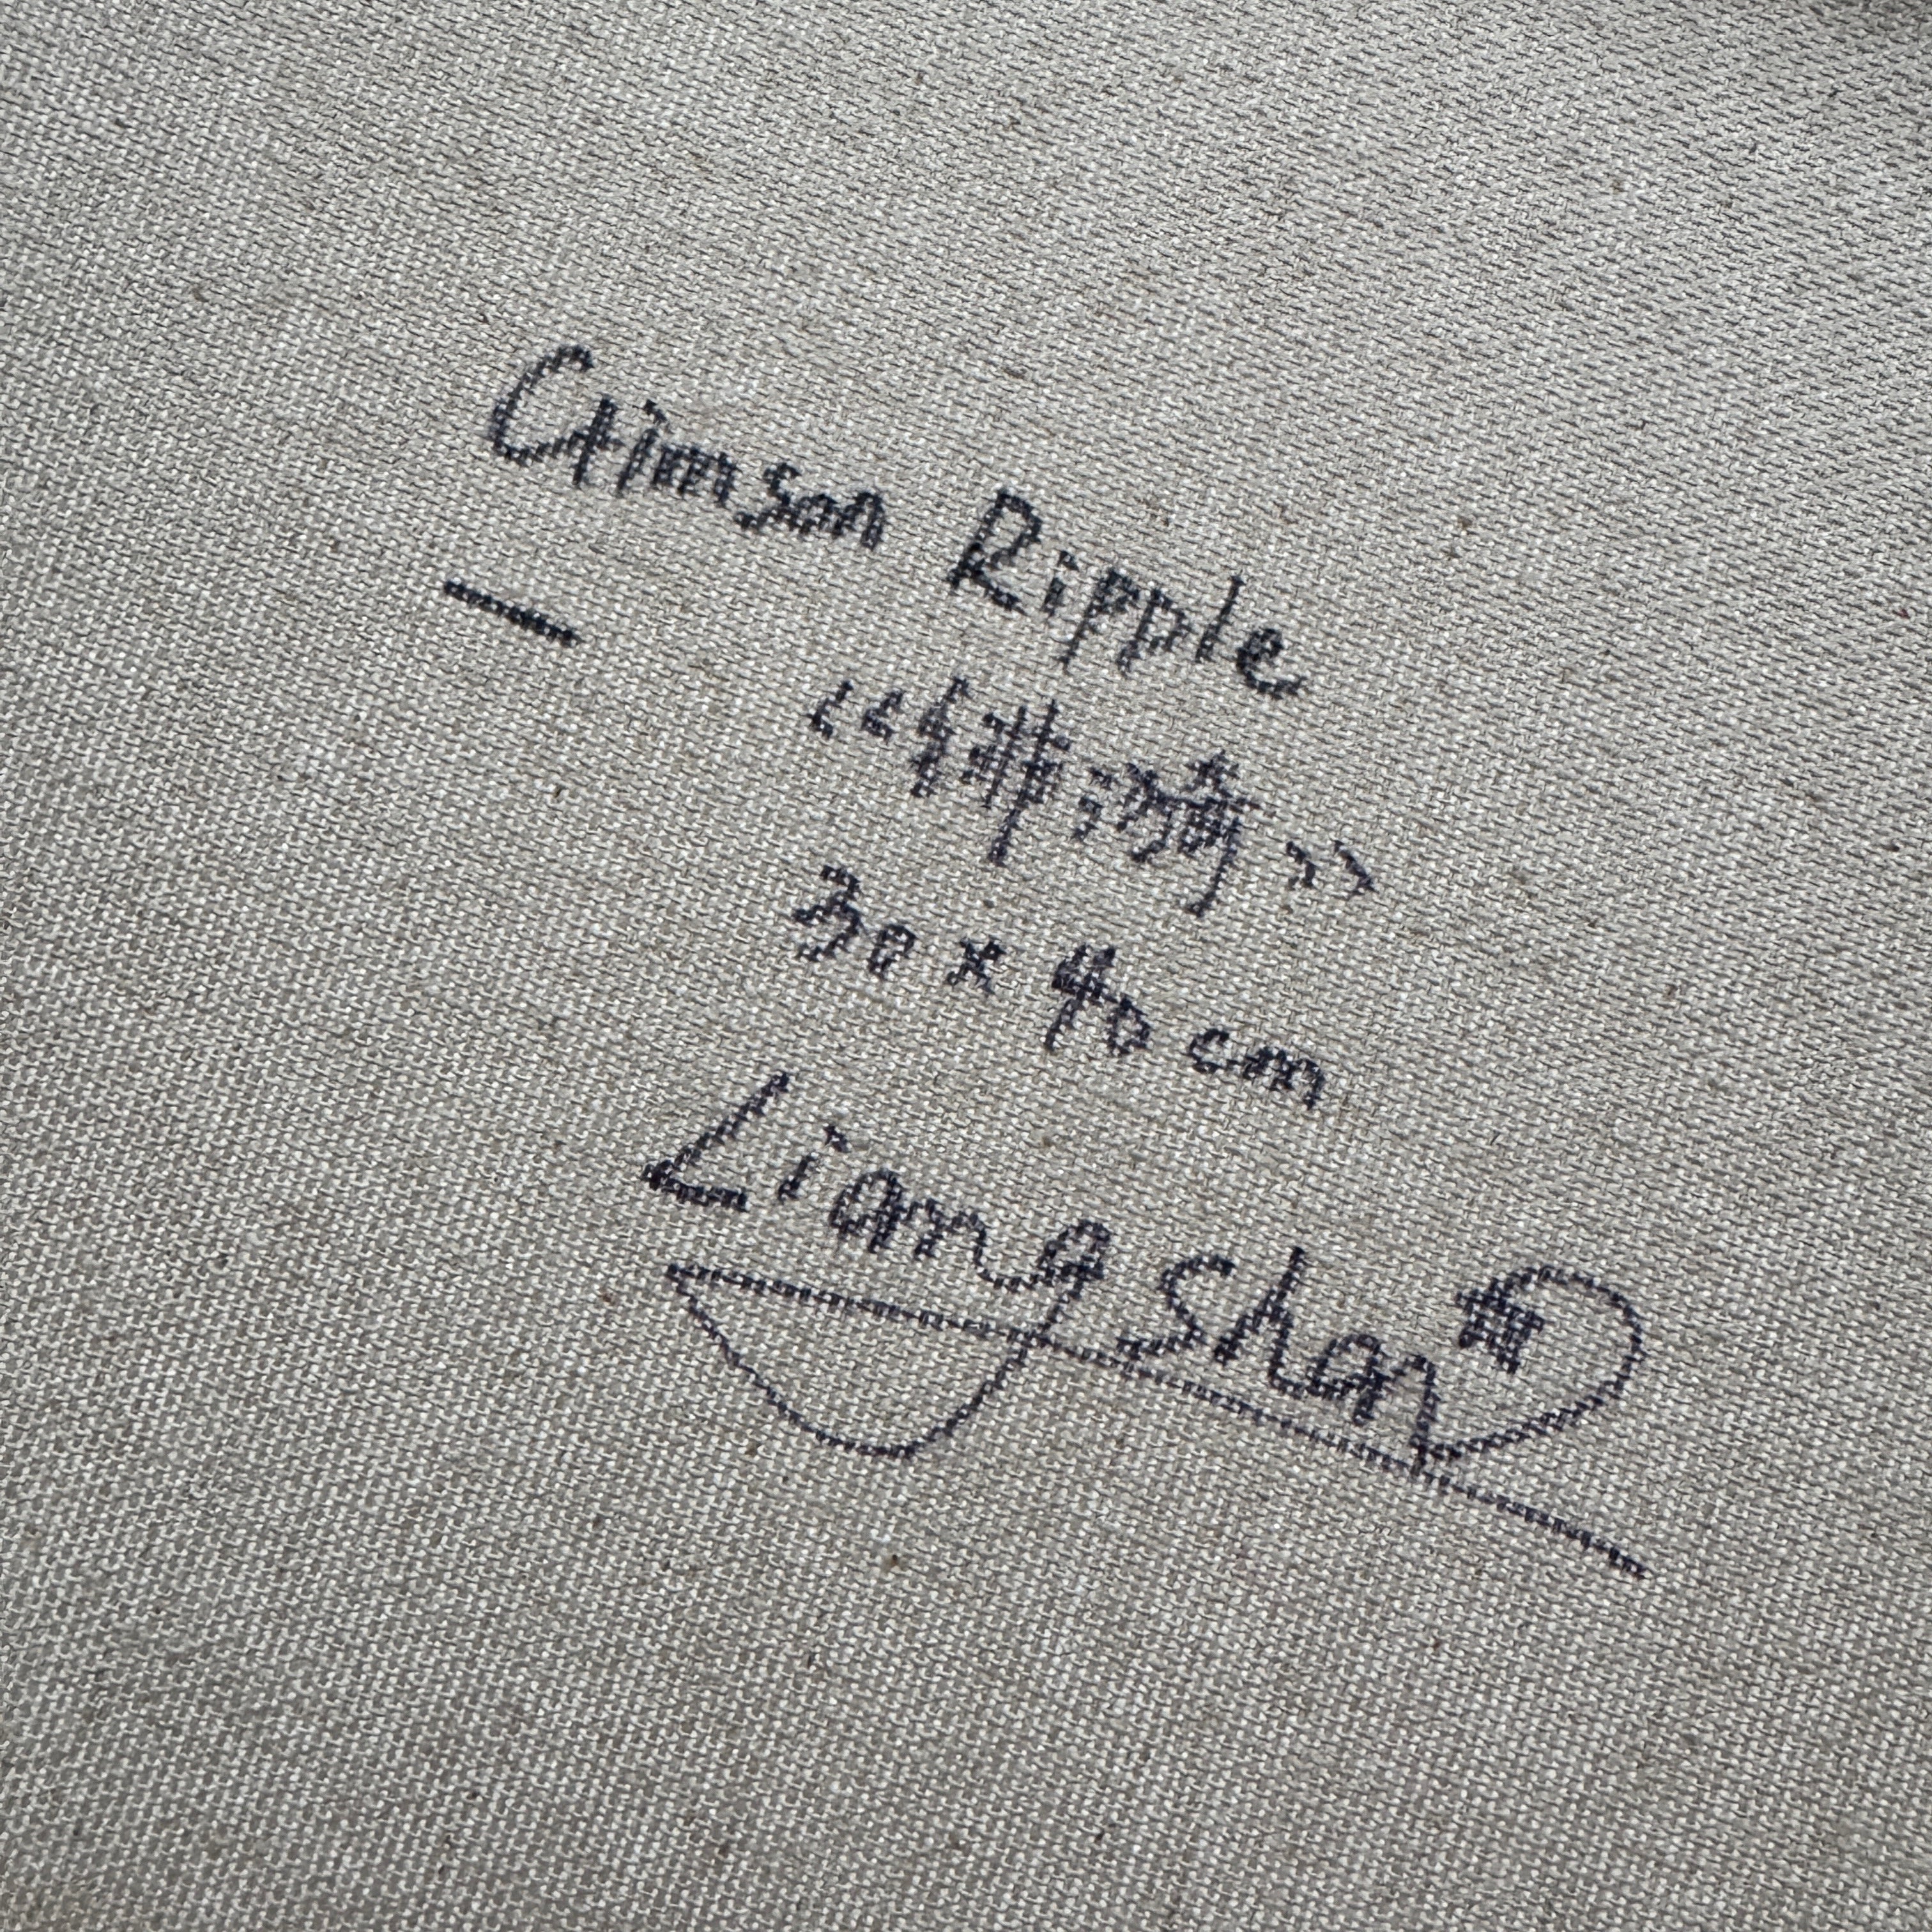 Crimson Ripple
—
《绯漪》
30 × 40 cm
Liang Shan